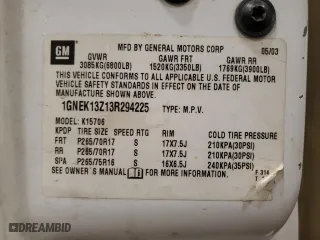 GM
MFD BY GENERAL MOTORS CORP 05/03
GVWR GAWR FRT GAWR RR
3085KG(6800LB) 1520KG(3350LB) 1769KG(3900LB)
THIS VEHICLE CONFORMS TO ALL APPLICABLE U.S. FEDERAL MOTOR
VEHICLE SAFETY STANDARDS IN EFFECT ON THE DATE OF
MANUFACTURE SHOWN ABOVE.
1GNEK13Z13R294225 TYPE: M.P.V.
MODEL: K15706
KPDP TIRE SIZE SPEED RTG RIM COLD TIRE PRESSURE
FRT P265/70R17 S 17X7.5J 210KPA(30PSI)
RR P265/70R17 S 17X7.5J 210KPA(30PSI)
SPA P265/75R16 S 16X6.5J 240KPA(35PSI)
SEE OWNER'S MANUAL FOR MORE INFORMATION.
DEALER DATE
AutoBidMaster.com